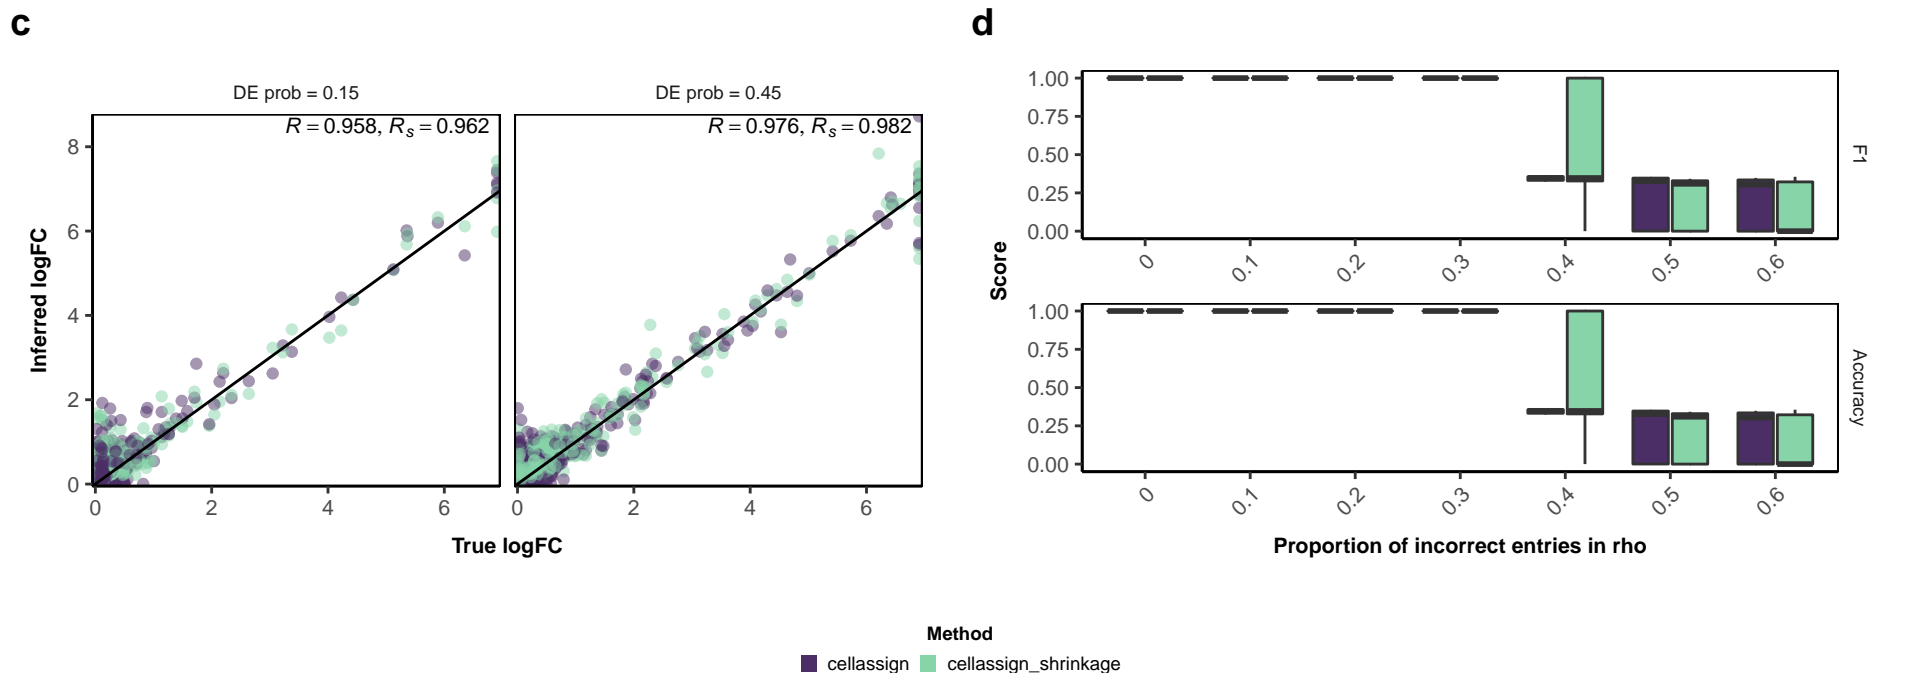 c
DE prob = 0.15
DE prob = 0.45
R = 0.958, Rs = 0.962
R = 0.976, Rs = 0.982
8
6
4
2
0
0
2
4
6
0
2
4
6
Inferred logFC
True logFC
d
1.00
0.75
0.50
0.25
0.00
F1
0
0.1
0.2
0.3
0.4
0.5
0.6
Score
1.00
0.75
0.50
0.25
0.00
Accuracy
0
0.1
0.2
0.3
0.4
0.5
0.6
Proportion of incorrect entries in rho
Method
cellassign
cellassign_shrinkage